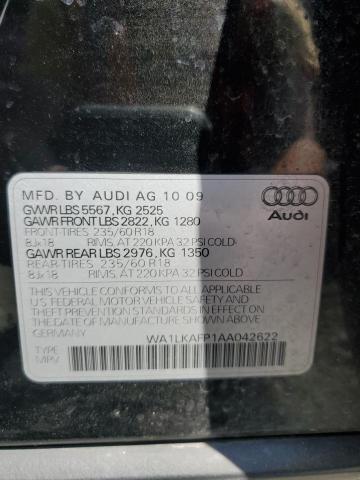 MFD. BY AUDI AG 10 09
GVWR LBS 5567, KG 2525
GAWR FRONT LBS 2822, KG 1280
FRONT-TIRES: 235/60 R18
8Jx18 RIMS, AT 220 KPA 32 PSI COLD
GAWR REAR LBS 2976, KG 1350
REAR-TIRES: 235/60 R18
8Jx18 RIMS, AT 220 KPA 32 PSI COLD
THIS VEHICLE CONFORMS TO ALL APPLICABLE
U.S. FEDERAL MOTOR VEHICLE SAFETY AND
THEFT PREVENTION STANDARDS IN EFFECT ON
THE DATE OF MANUFACTURE SHOWN ABOVE.
GERMANY
WA1LKAFP1AA042622
TYPE:
MPV
Audi